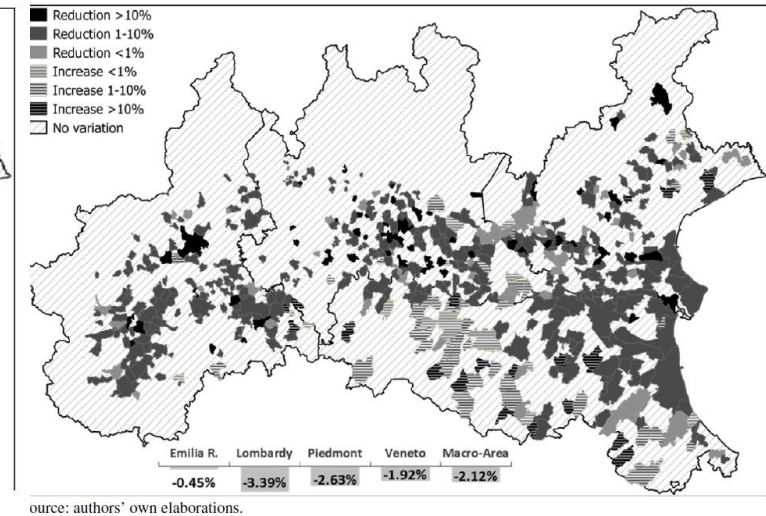 Reduction >10%
Reduction 1-10%
Reduction <1%
Increase <1%
Increase 1-10%
Increase >10%
No variation
Emilia R. Lombardy Piedmont Veneto Macro-Area
-0.45% -3.39% -2.63% -1.92% -2.12%
ource: authors' own elaborations.